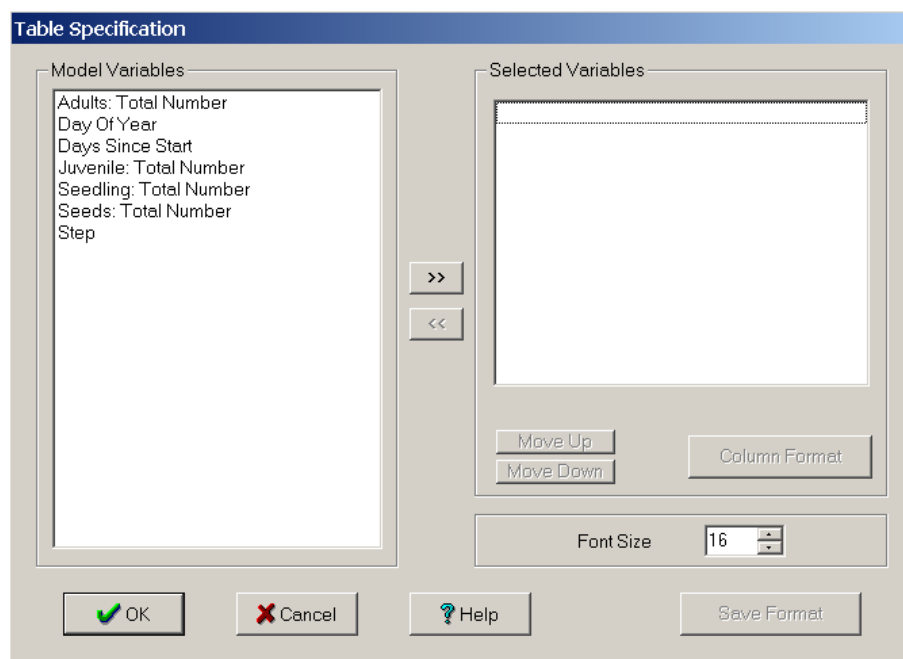 Table Specification
Model Variables
Adults: Total Number
Day Of Year
Days Since Start
Juvenile: Total Number
Seedling: Total Number
Seeds: Total Number
Step
>>
<<
Selected Variables
Move Up
Move Down
Column Format
Font Size
16
OK
Cancel
Help
Save Format